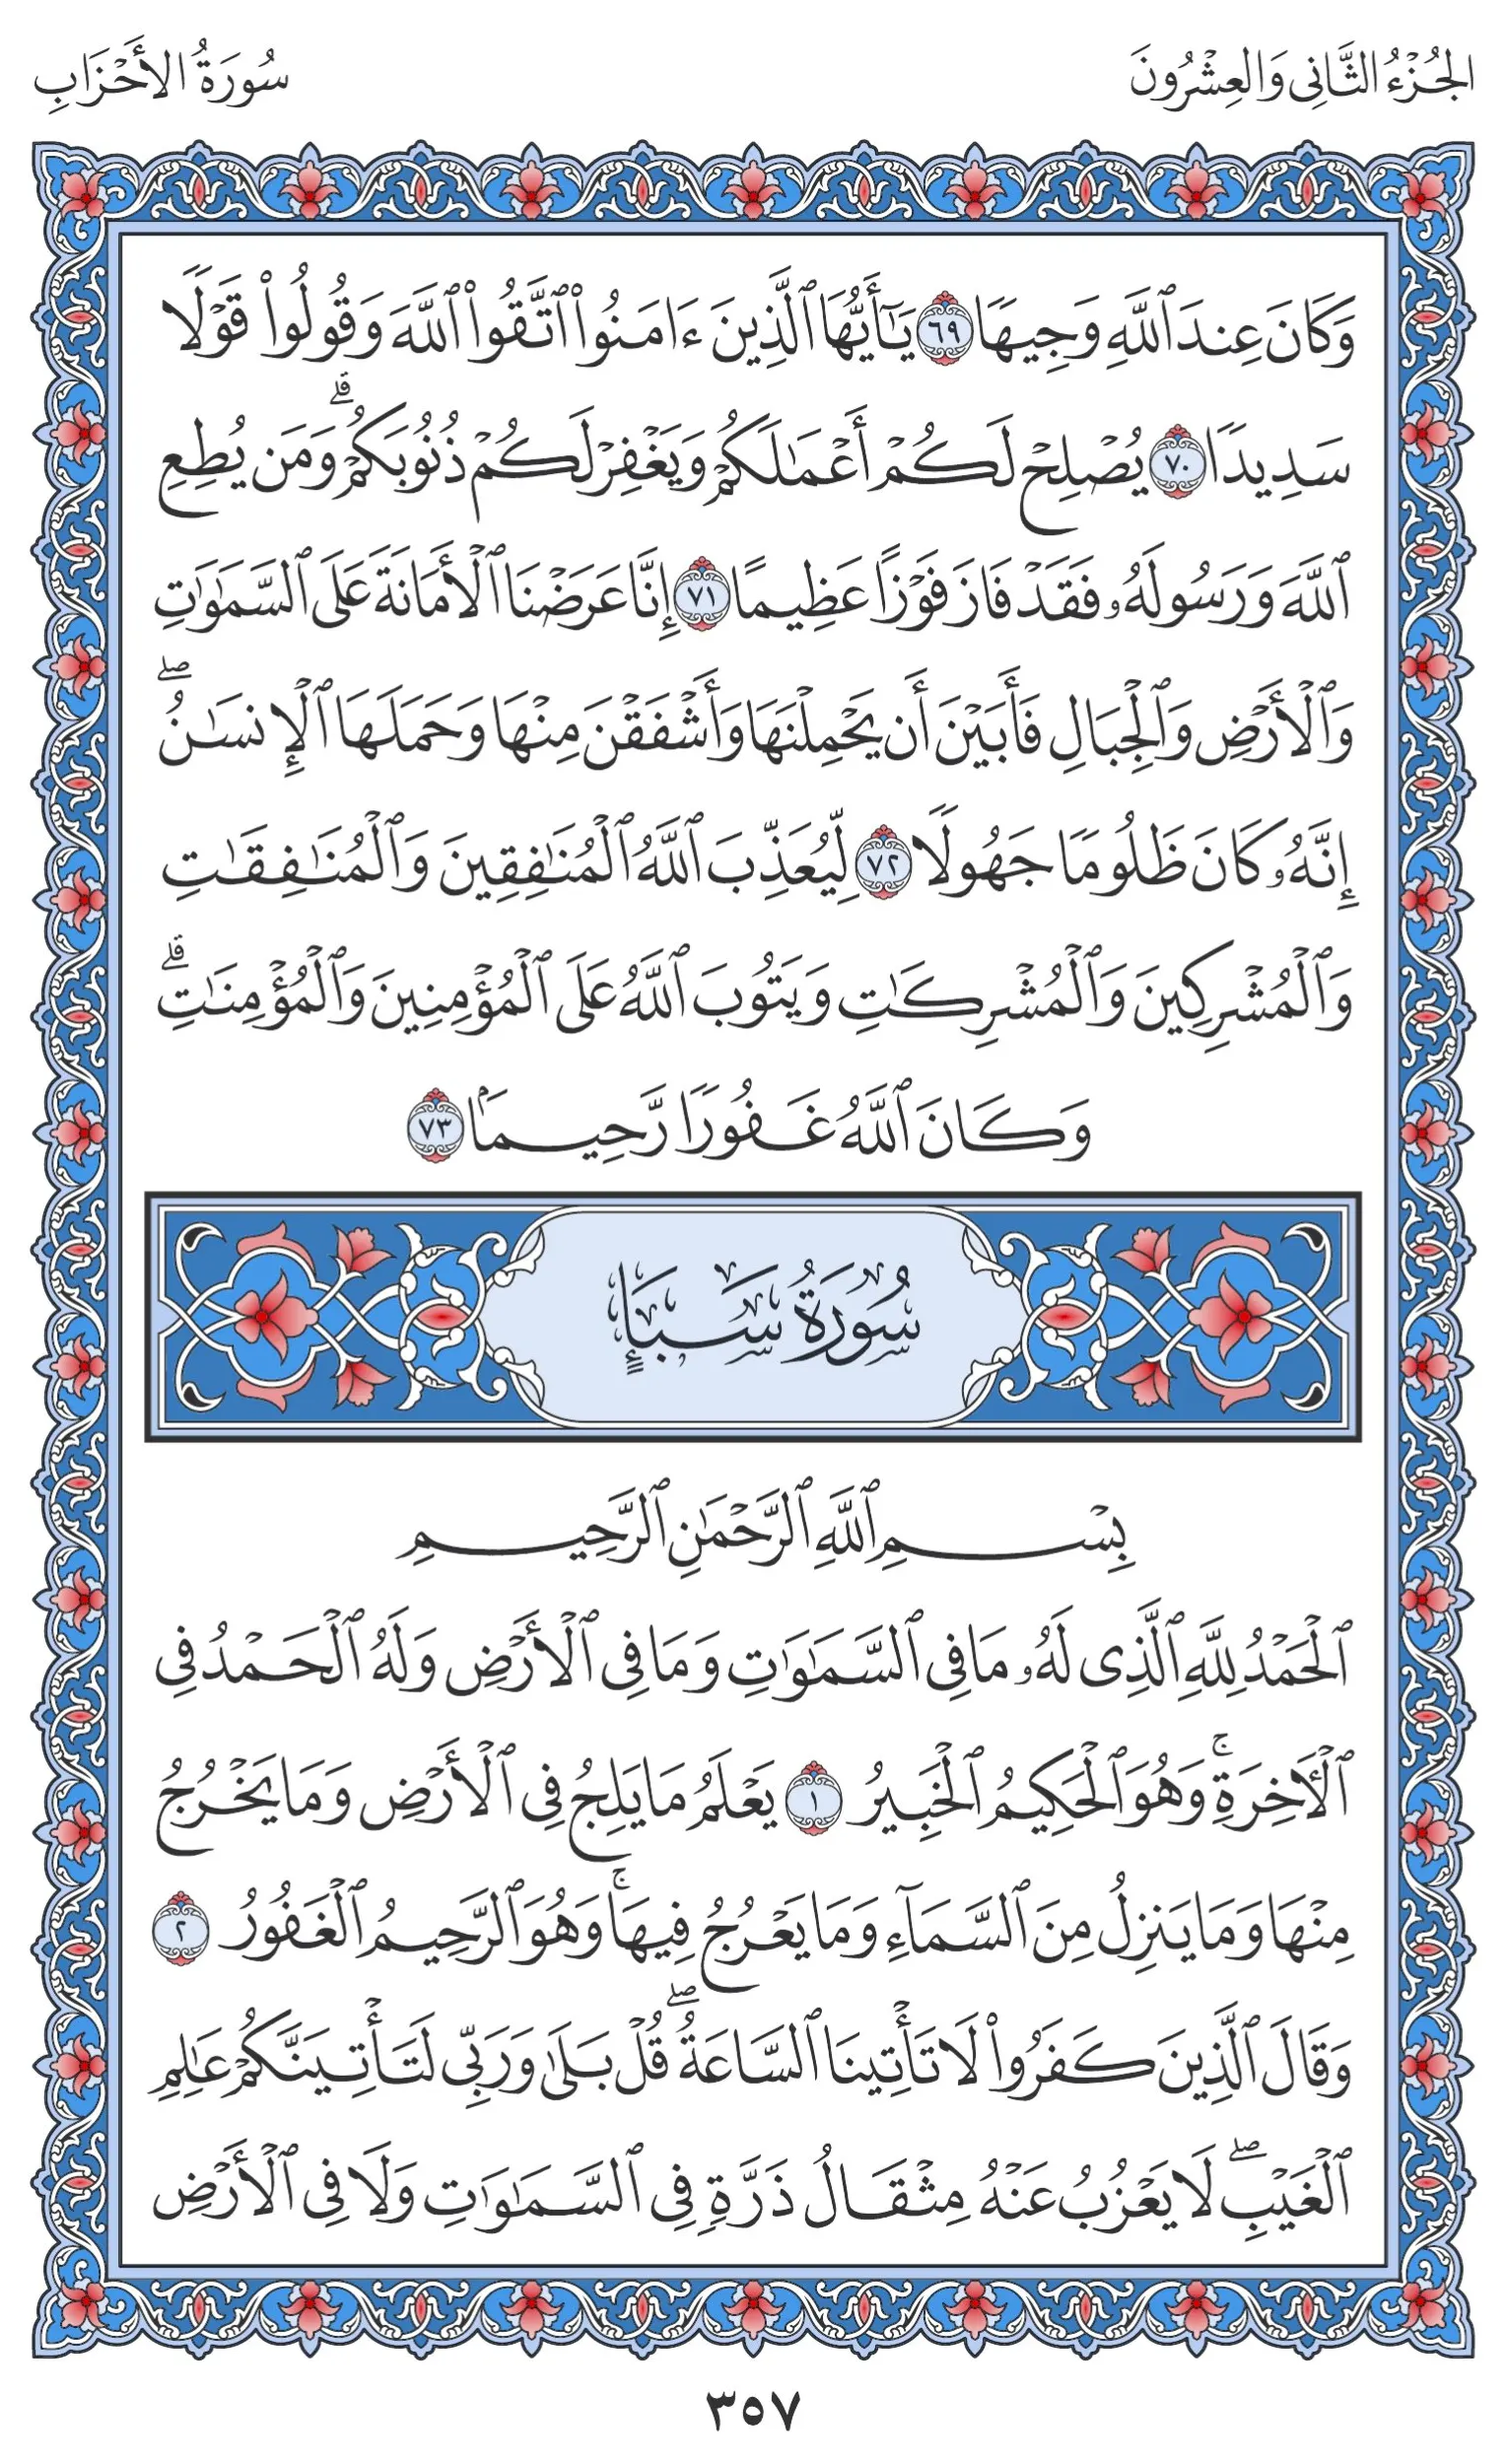 الجُزْءُ الثَّانِى وَالعِشْرُونَ
سُورَةُ الأَحْزَابِ
وَكَانَ عِندَ ٱللَّهِ وَجِيهًا ٦٩ يَٰٓأَيُّهَا ٱلَّذِينَ ءَامَنُوا۟ ٱتَّقُوا۟ ٱللَّهَ وَقُولُوا۟ قَوْلًا
سَدِيدًا ٧٠ يُصْلِحْ لَكُمْ أَعْمَٰلَكُمْ وَيَغْفِرْ لَكُمْ ذُنُوبَكُمْ ۗ وَمَن يُطِعِ
ٱللَّهَ وَرَسُولَهُۥ فَقَدْ فَازَ فَوْزًا عَظِيمًا ٧١ إِنَّا عَرَضْنَا ٱلْأَمَانَةَ عَلَى ٱلسَّمَٰوَٰتِ
وَٱلْأَرْضِ وَٱلْجِبَالِ فَأَبَيْنَ أَن يَحْمِلْنَهَا وَأَشْفَقْنَ مِنْهَا وَحَمَلَهَا ٱلْإِنسَٰنُ ۖ
إِنَّهُۥ كَانَ ظَلُومًا جَهُولًا ٧٢ لِّيُعَذِّبَ ٱللَّهُ ٱلْمُنَٰفِقِينَ وَٱلْمُنَٰفِقَٰتِ
وَٱلْمُشْرِكِينَ وَٱلْمُشْرِكَٰتِ وَيَتُوبَ ٱللَّهُ عَلَى ٱلْمُؤْمِنِينَ وَٱلْمُؤْمِنَٰتِ ۗ
وَكَانَ ٱللَّهُ غَفُورًا رَّحِيمًۢا ٧٣
سُورَةُ سَبَإٍ
بِسْمِ ٱللَّهِ ٱلرَّحْمَٰنِ ٱلرَّحِيمِ
ٱلْحَمْدُ لِلَّهِ ٱلَّذِى لَهُۥ مَا فِى ٱلسَّمَٰوَٰتِ وَمَا فِى ٱلْأَرْضِ وَلَهُ ٱلْحَمْدُ فِى
ٱلْءَاخِرَةِ ۚ وَهُوَ ٱلْحَكِيمُ ٱلْخَبِيرُ ١ يَعْلَمُ مَا يَلِجُ فِى ٱلْأَرْضِ وَمَا يَخْرُجُ
مِنْهَا وَمَا يَنزِلُ مِنَ ٱلسَّمَآءِ وَمَا يَعْرُجُ فِيهَا ۚ وَهُوَ ٱلرَّحِيمُ ٱلْغَفُورُ ٢
وَقَالَ ٱلَّذِينَ كَفَرُوا۟ لَا تَأْتِينَا ٱلسَّاعَةُ ۖ قُلْ بَلَىٰ وَرَبِّى لَتَأْتِيَنَّكُمْ عَٰلِمِ
ٱلْغَيْبِ ۖ لَا يَعْزُبُ عَنْهُ مِثْقَالُ ذَرَّةٍ فِى ٱلسَّمَٰوَٰتِ وَلَا فِى ٱلْأَرْضِ
٣٥٧